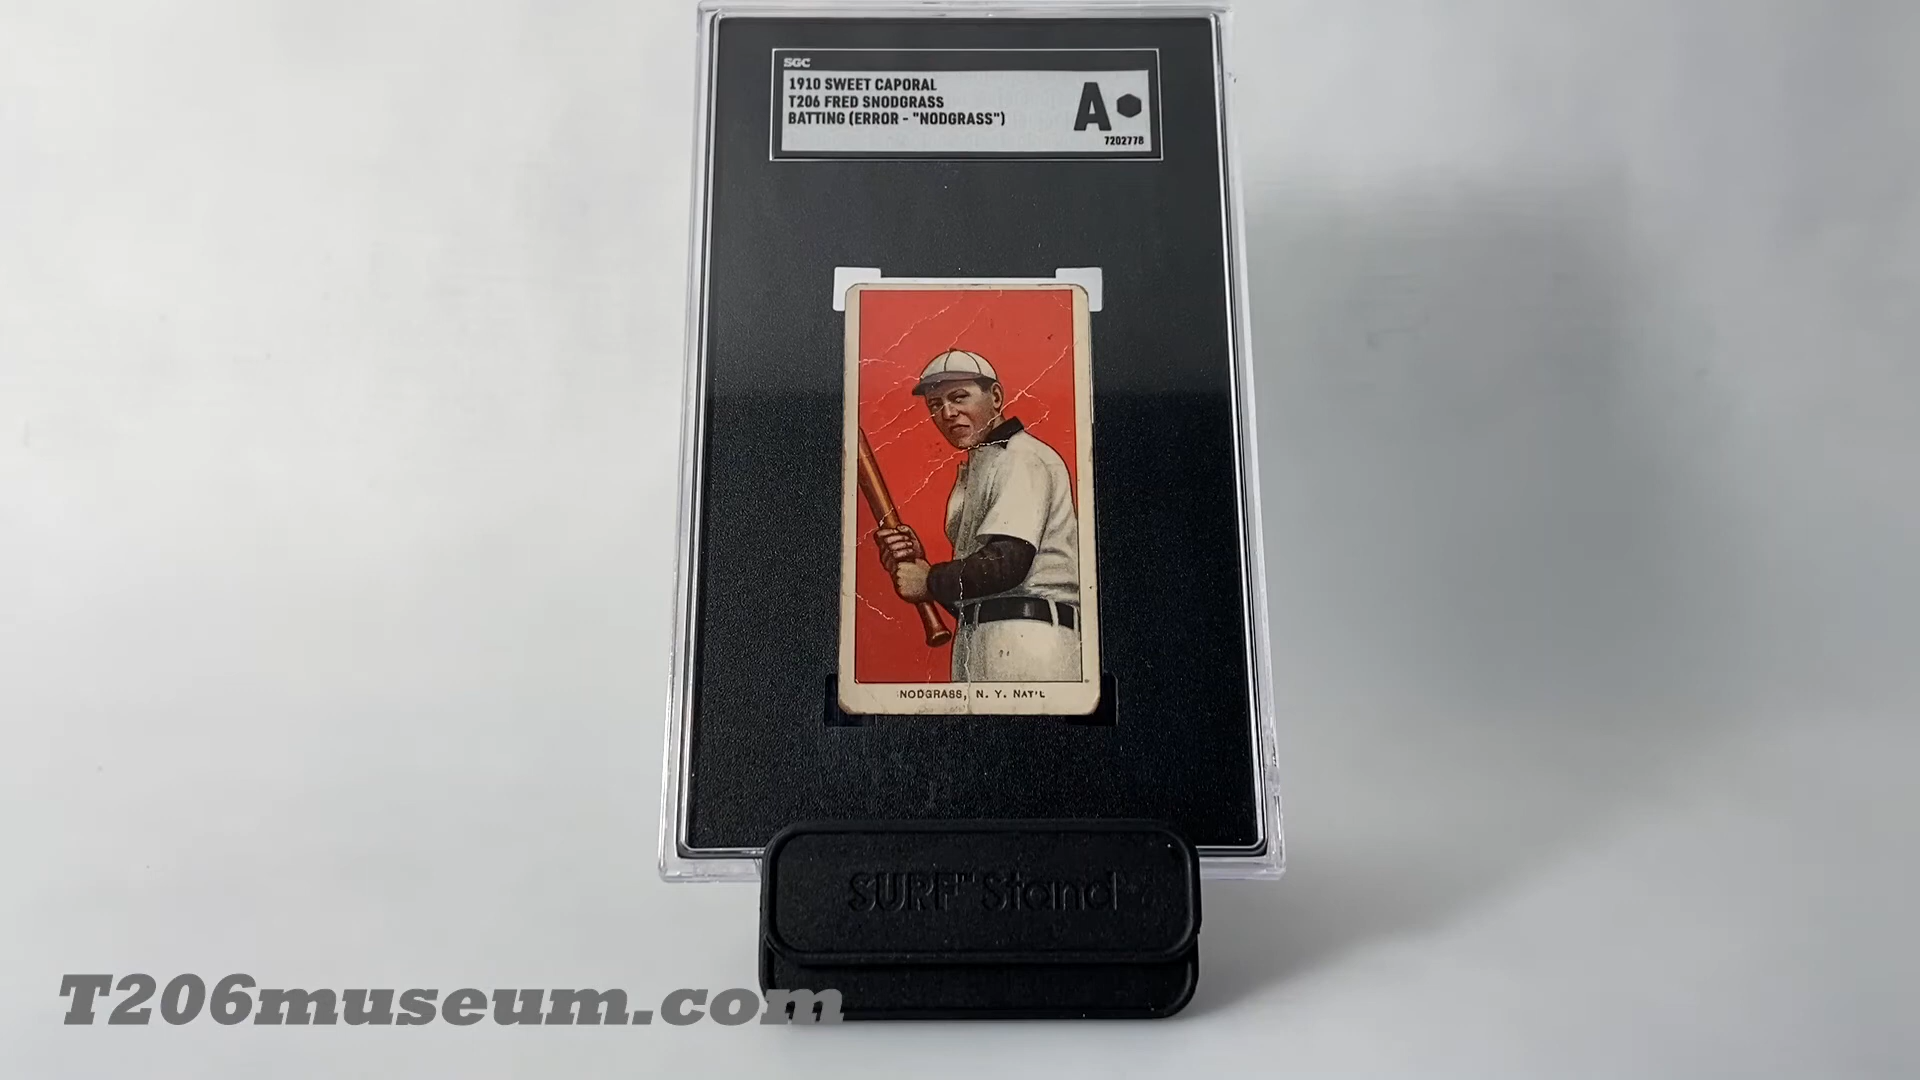 SGC
1910 SWEET CAPORAL
T206 FRED SNODGRASS
BATTING (ERROR - "NODGRASS")
A
7202778
NODGRASS, N. Y. NAT'L
SURF" Stand
T206museum.com